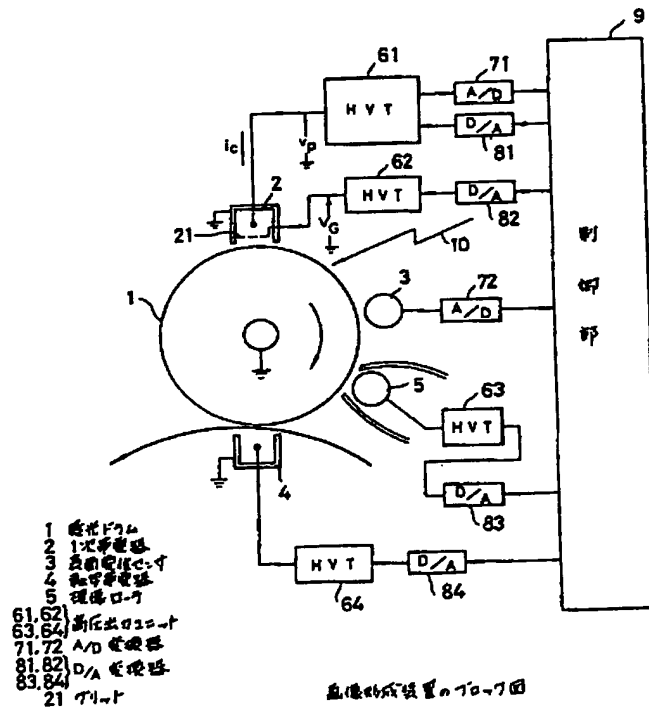 9
61
71
HVT
A/D
D/A
ic
VP
81
62
2
HVT
D/A
21
VG
82
10
制御部
3
72
1
A/D
5
63
HVT
4
D/A
83
HVT
D/A
64
84
1 感光ドラム
2 1次帯電器
3 表面電位センサ
4 転写帯電器
5 現像ローラ
61,62
63,64 } 高圧出力ユニット
71,72 A/D 変換器
81,82
83,84 } D/A 変換器
21 グリッド
画像形成装置のブロック図